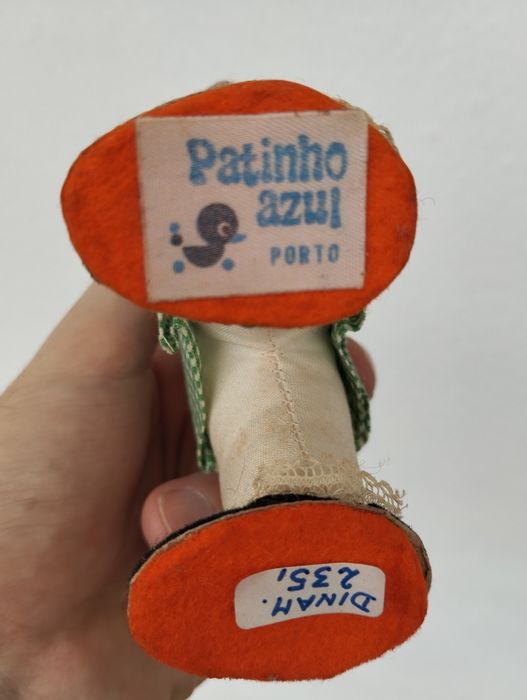 Patinho
azul
PORTO
DINAM.
235,